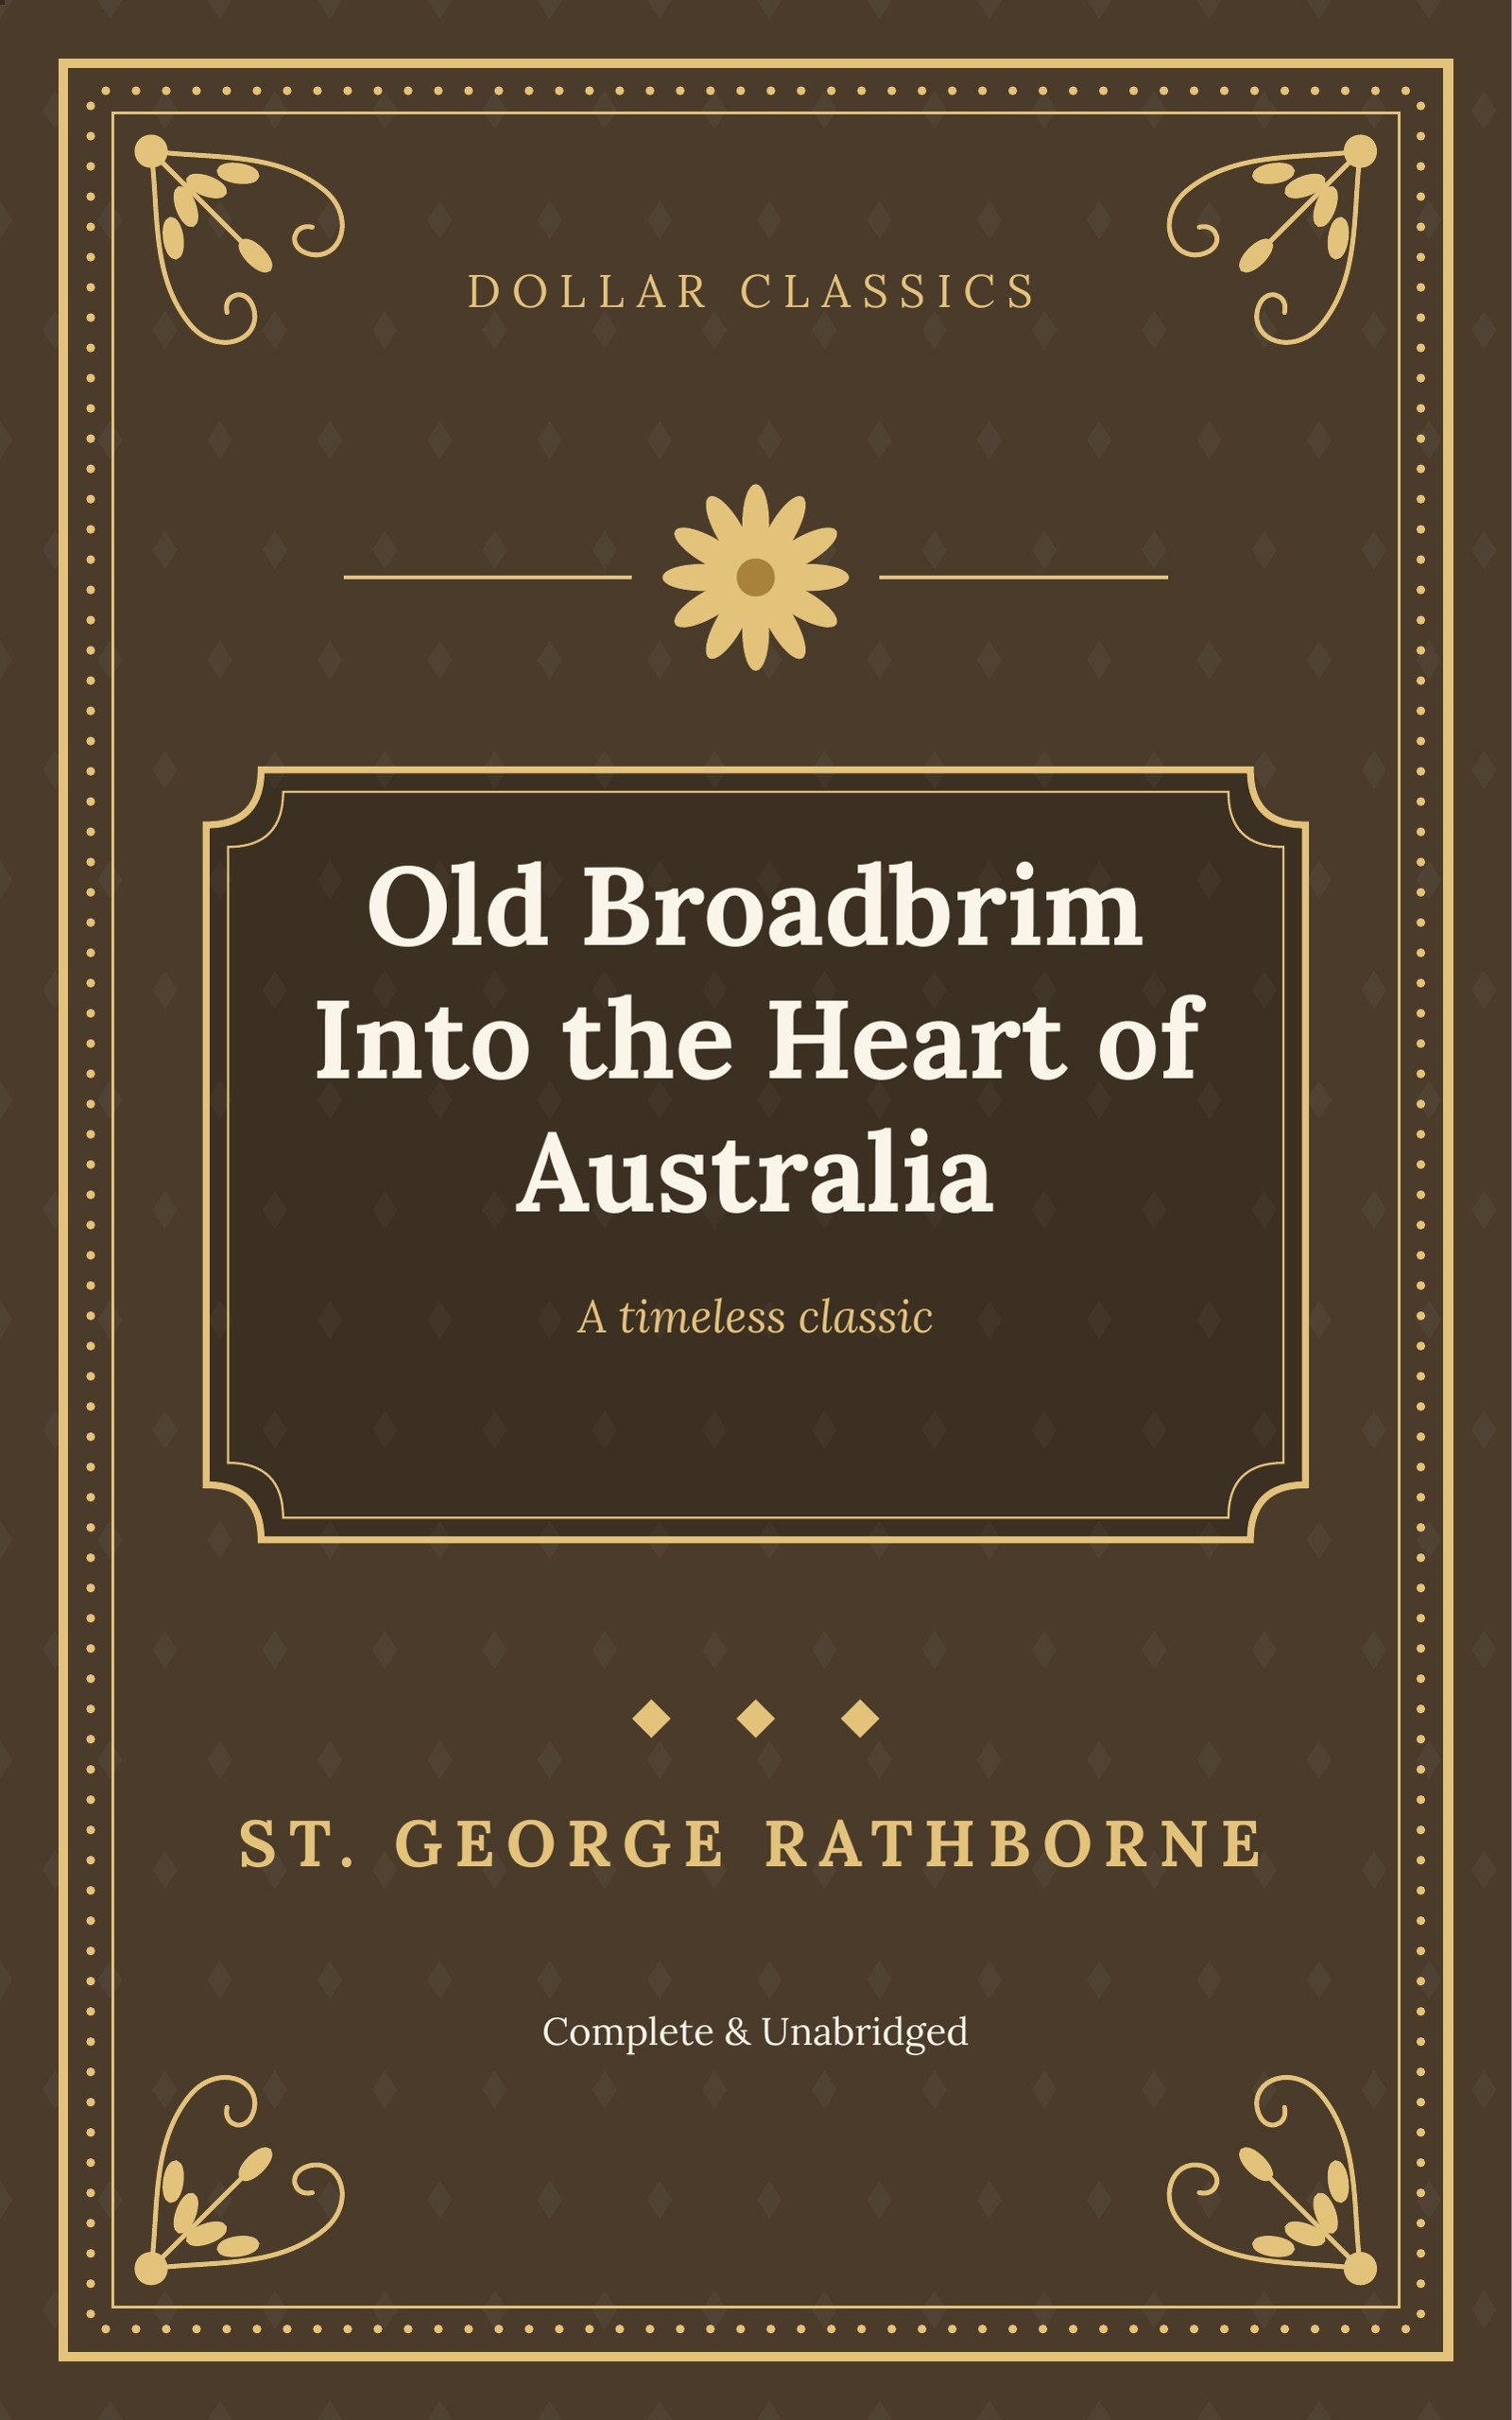 DOLLAR CLASSICS
Old Broadbrim
Into the Heart of
Australia
A timeless classic
ST. GEORGE RATHBORNE
Complete & Unabridged